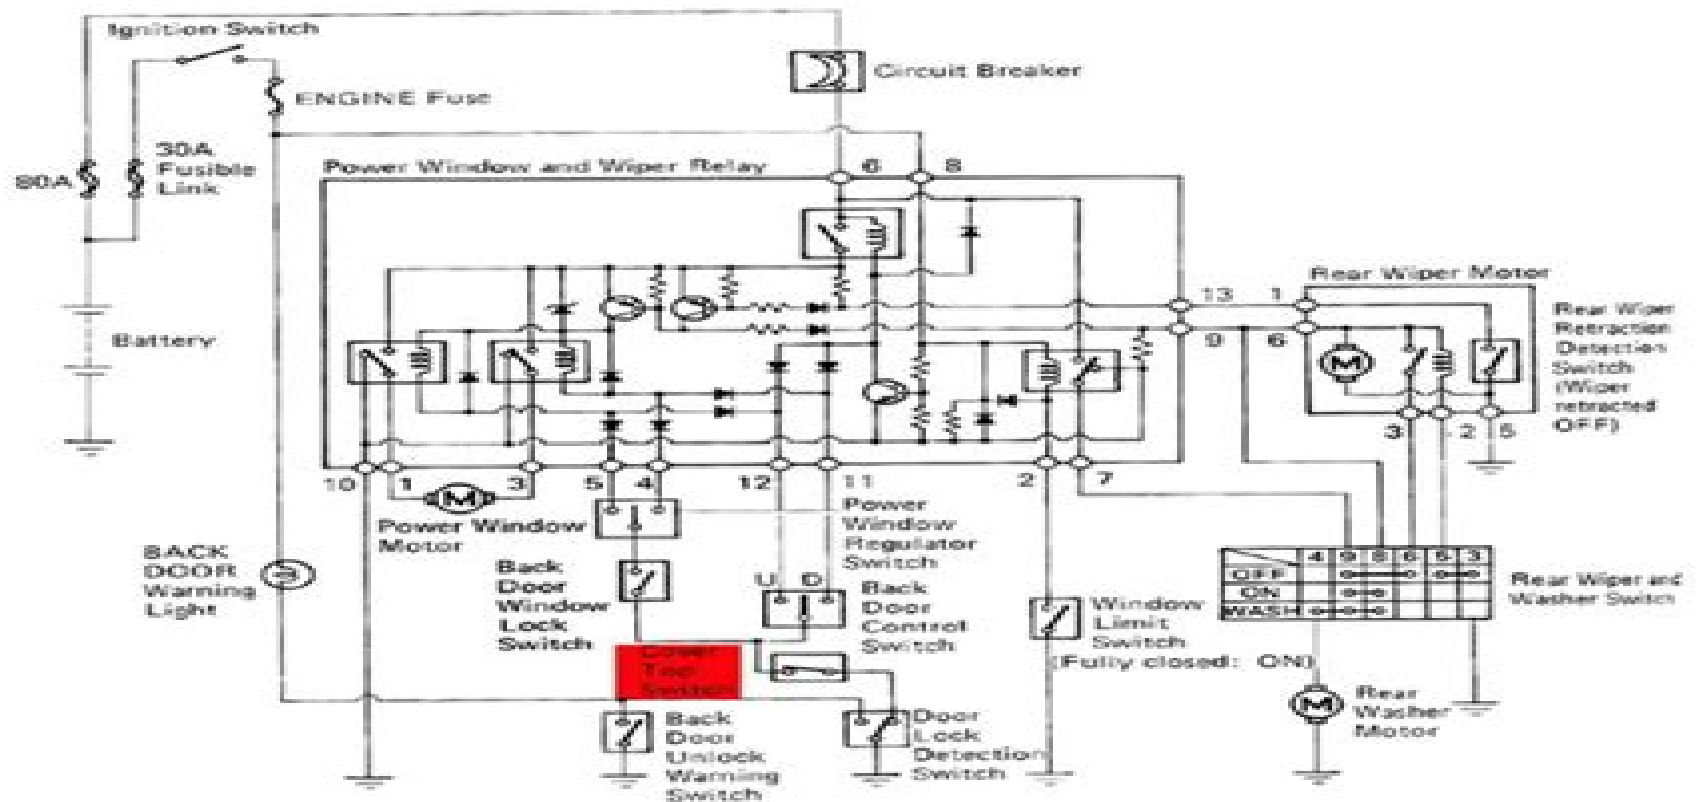 Ignition Switch
Circuit Breaker
ENGINE Fuse
80A
30A
Fusible
Link
Power Window and Wiper Relay
6
8
Rear Wiper Motor
13
1
9
6
Rear Wiper
Retraction
Detection
Switch
(Wiper
retracted
OFF)
Battery
M
3
2
5
10
1
3
5
4
12
11
2
7
M
Power Window
Motor
Power
Window
Regulator
Switch
BACK
DOOR
Warning
Light
Back
Door
Window
Lock
Switch
U D
Back
Door
Control
Switch
Window
Limit
Switch
(Fully closed: ON)
4 9 8 6 5 3
OFF
ON
WASH
Rear Wiper and
Washer Switch
Top
Switch
Back
Door
Unlock
Warning
Switch
Door
Lock
Detection
Switch
M
Rear
Washer
Motor